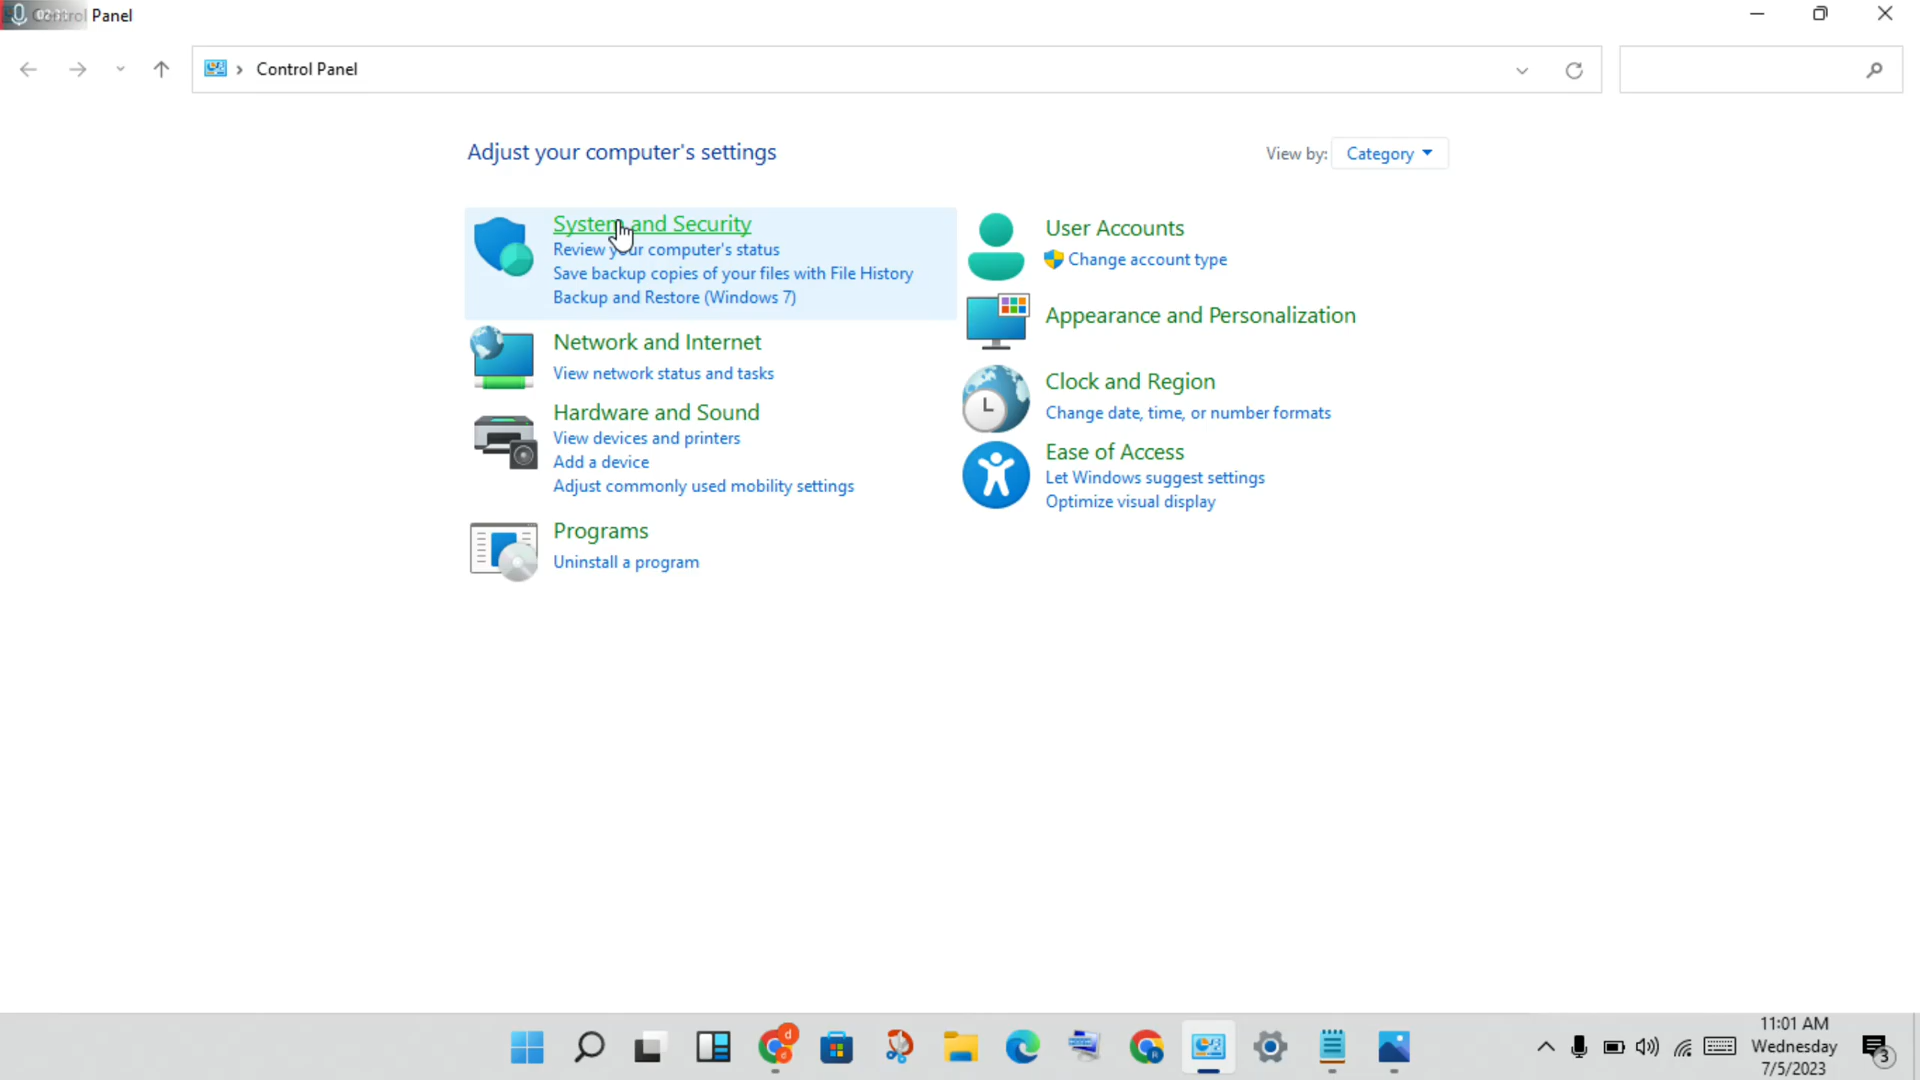 Control Panel
Control Panel
Adjust your computer's settings
View by: Category
System and Security
Review your computer's status
Save backup copies of your files with File History
Backup and Restore (Windows 7)
Network and Internet
View network status and tasks
Hardware and Sound
View devices and printers
Add a device
Adjust commonly used mobility settings
Programs
Uninstall a program
User Accounts
Change account type
Appearance and Personalization
Clock and Region
Change date, time, or number formats
Ease of Access
Let Windows suggest settings
Optimize visual display
d
11:01 AM
Wednesday
7/5/2023
3